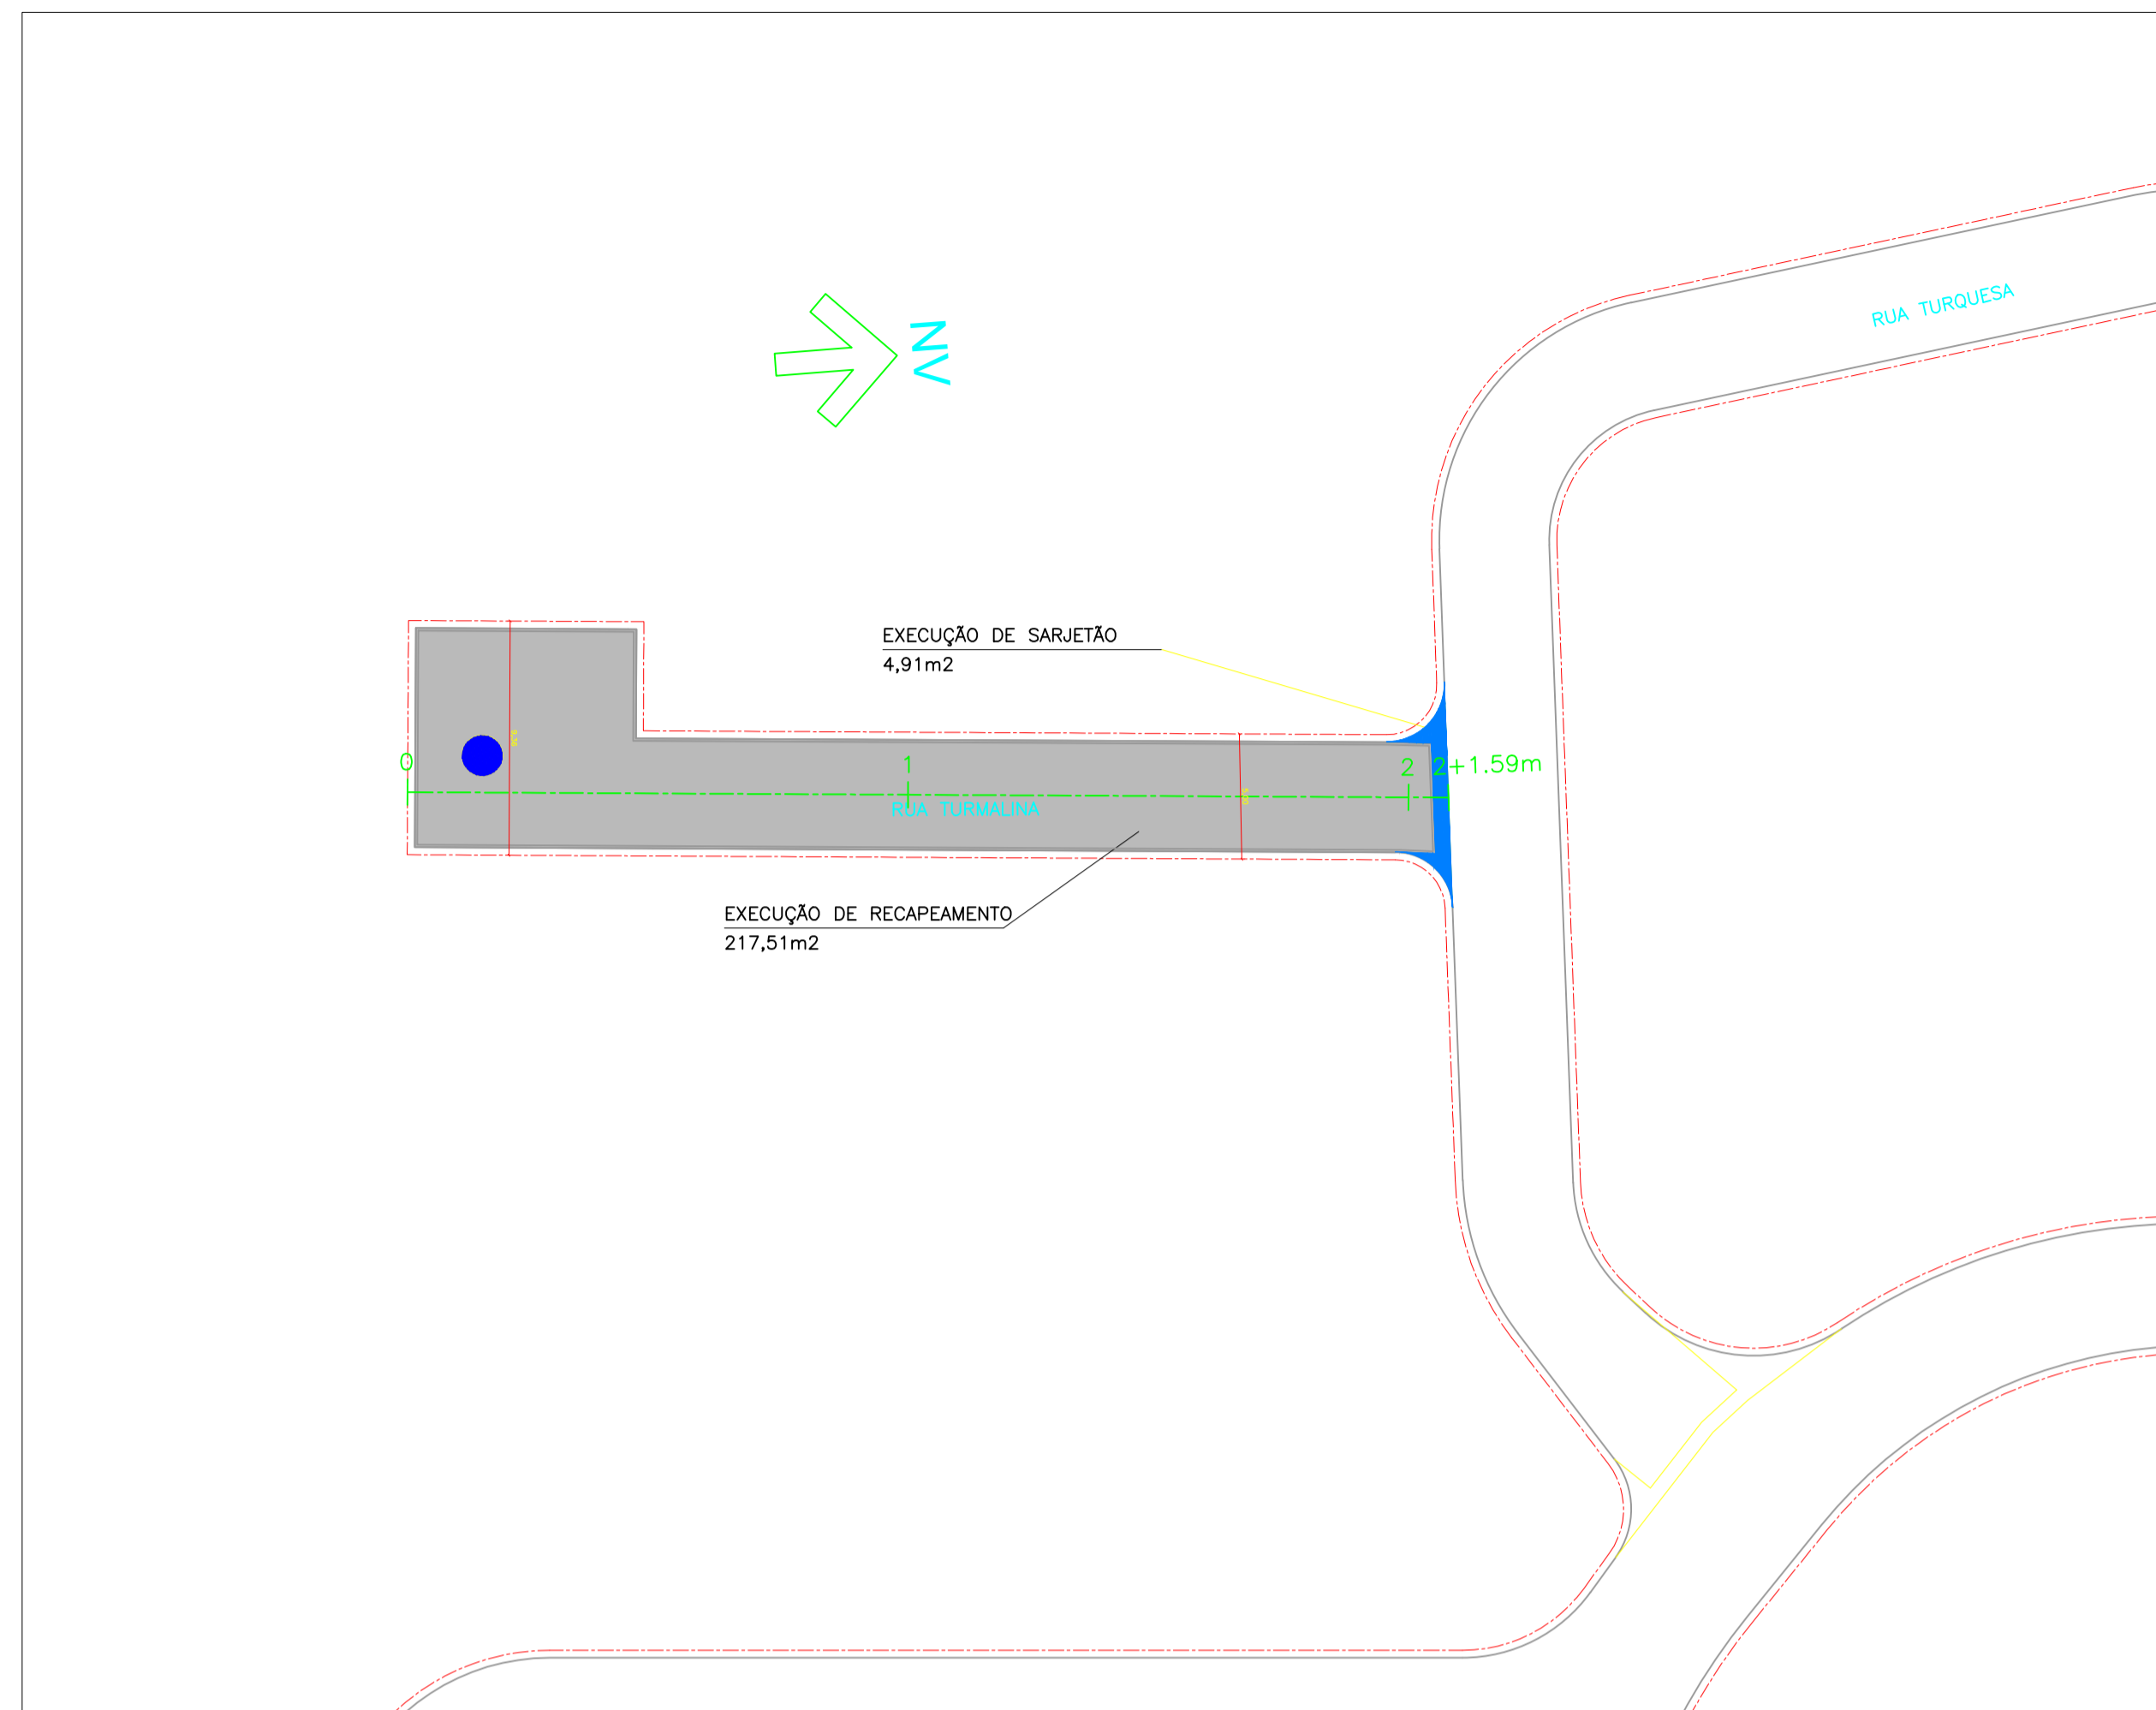 RUA TURQUESA
NV
EXECUÇÃO DE SARJETÃO
4,91m2
0
1
2
2+1.59m
RUA TURMALINA
EXECUÇÃO DE RECAPEAMENTO
217,51m2